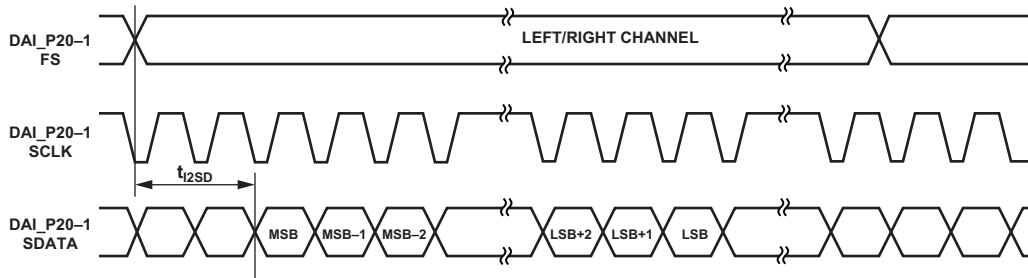 DAI_P20–1
FS
LEFT/RIGHT CHANNEL
DAI_P20–1
SCLK
tI2SD
DAI_P20–1
SDATA
MSB
MSB–1
MSB–2
LSB+2
LSB+1
LSB